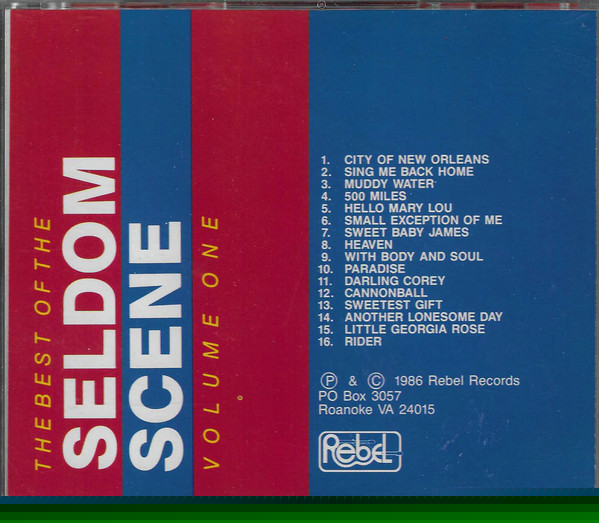 THE BEST OF THE
SELDOM
SCENE
VOLUME ONE
1. CITY OF NEW ORLEANS
2. SING ME BACK HOME
3. MUDDY WATER
4. 500 MILES
5. HELLO MARY LOU
6. SMALL EXCEPTION OF ME
7. SWEET BABY JAMES
8. HEAVEN
9. WITH BODY AND SOUL
10. PARADISE
11. DARLING COREY
12. CANNONBALL
13. SWEETEST GIFT
14. ANOTHER LONESOME DAY
15. LITTLE GEORGIA ROSE
16. RIDER
Ⓟ & © 1986 Rebel Records
PO Box 3057
Roanoke VA 24015
Rebel